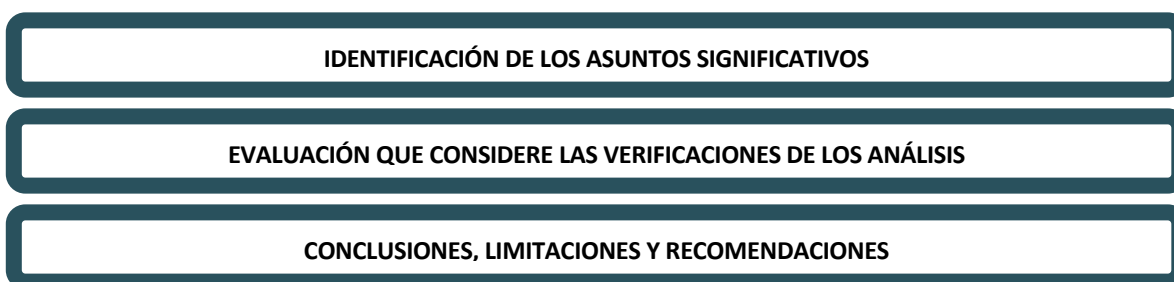 IDENTIFICACIÓN DE LOS ASUNTOS SIGNIFICATIVOS
EVALUACIÓN QUE CONSIDERE LAS VERIFICACIONES DE LOS ANÁLISIS
CONCLUSIONES, LIMITACIONES Y RECOMENDACIONES